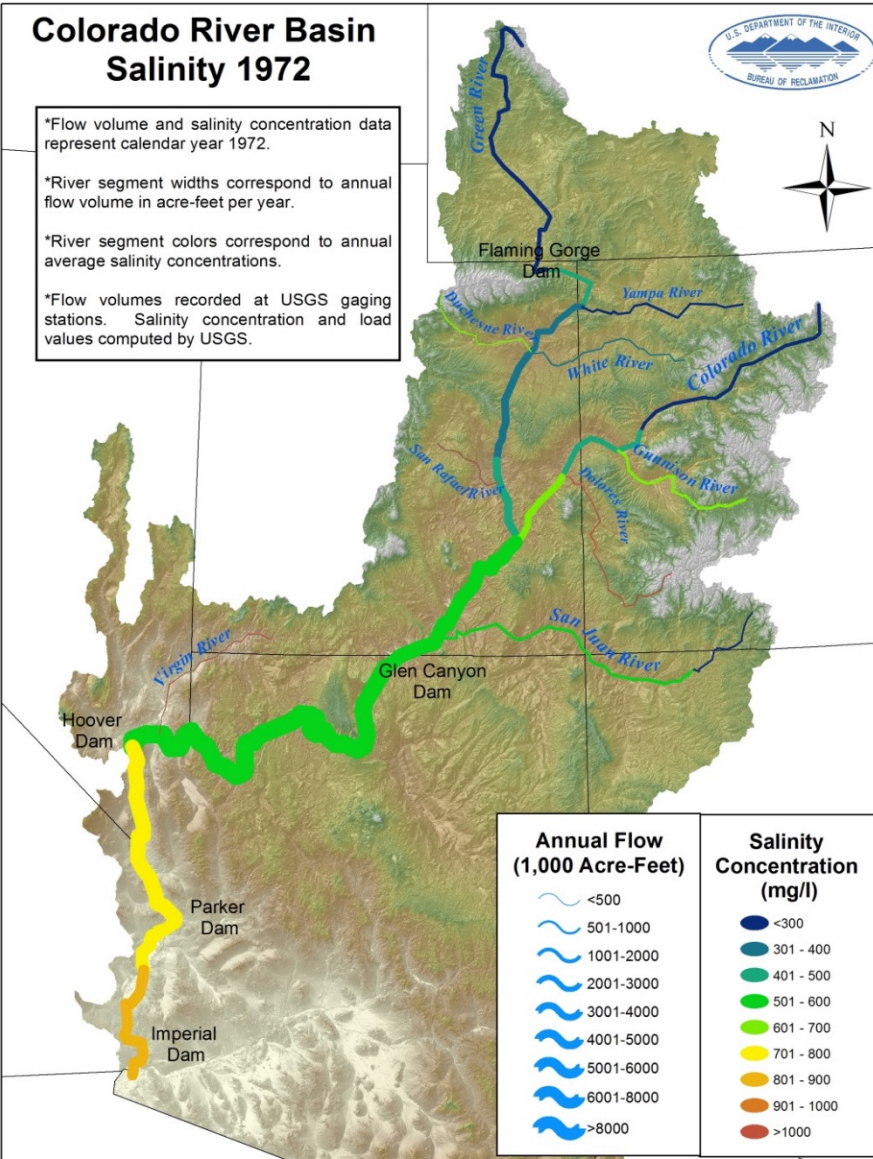 Colorado River Basin
Salinity 1972
U.S. DEPARTMENT OF THE INTERIOR
BUREAU OF RECLAMATION
*Flow volume and salinity concentration data
represent calendar year 1972.
*River segment widths correspond to annual
flow volume in acre-feet per year.
*River segment colors correspond to annual
average salinity concentrations.
*Flow volumes recorded at USGS gaging
stations. Salinity concentration and load
values computed by USGS.
N
Green River
Flaming Gorge
Dam
Yampa River
Duchesne River
White River
Colorado River
San Rafael River
Gunnison River
Dolores River
San Juan River
Virgin River
Glen Canyon
Dam
Hoover
Dam
Parker
Dam
Imperial
Dam
Annual Flow
(1,000 Acre-Feet)
<500
501-1000
1001-2000
2001-3000
3001-4000
4001-5000
5001-6000
6001-8000
>8000
Salinity
Concentration
(mg/l)
<300
301 - 400
401 - 500
501 - 600
601 - 700
701 - 800
801 - 900
901 - 1000
>1000